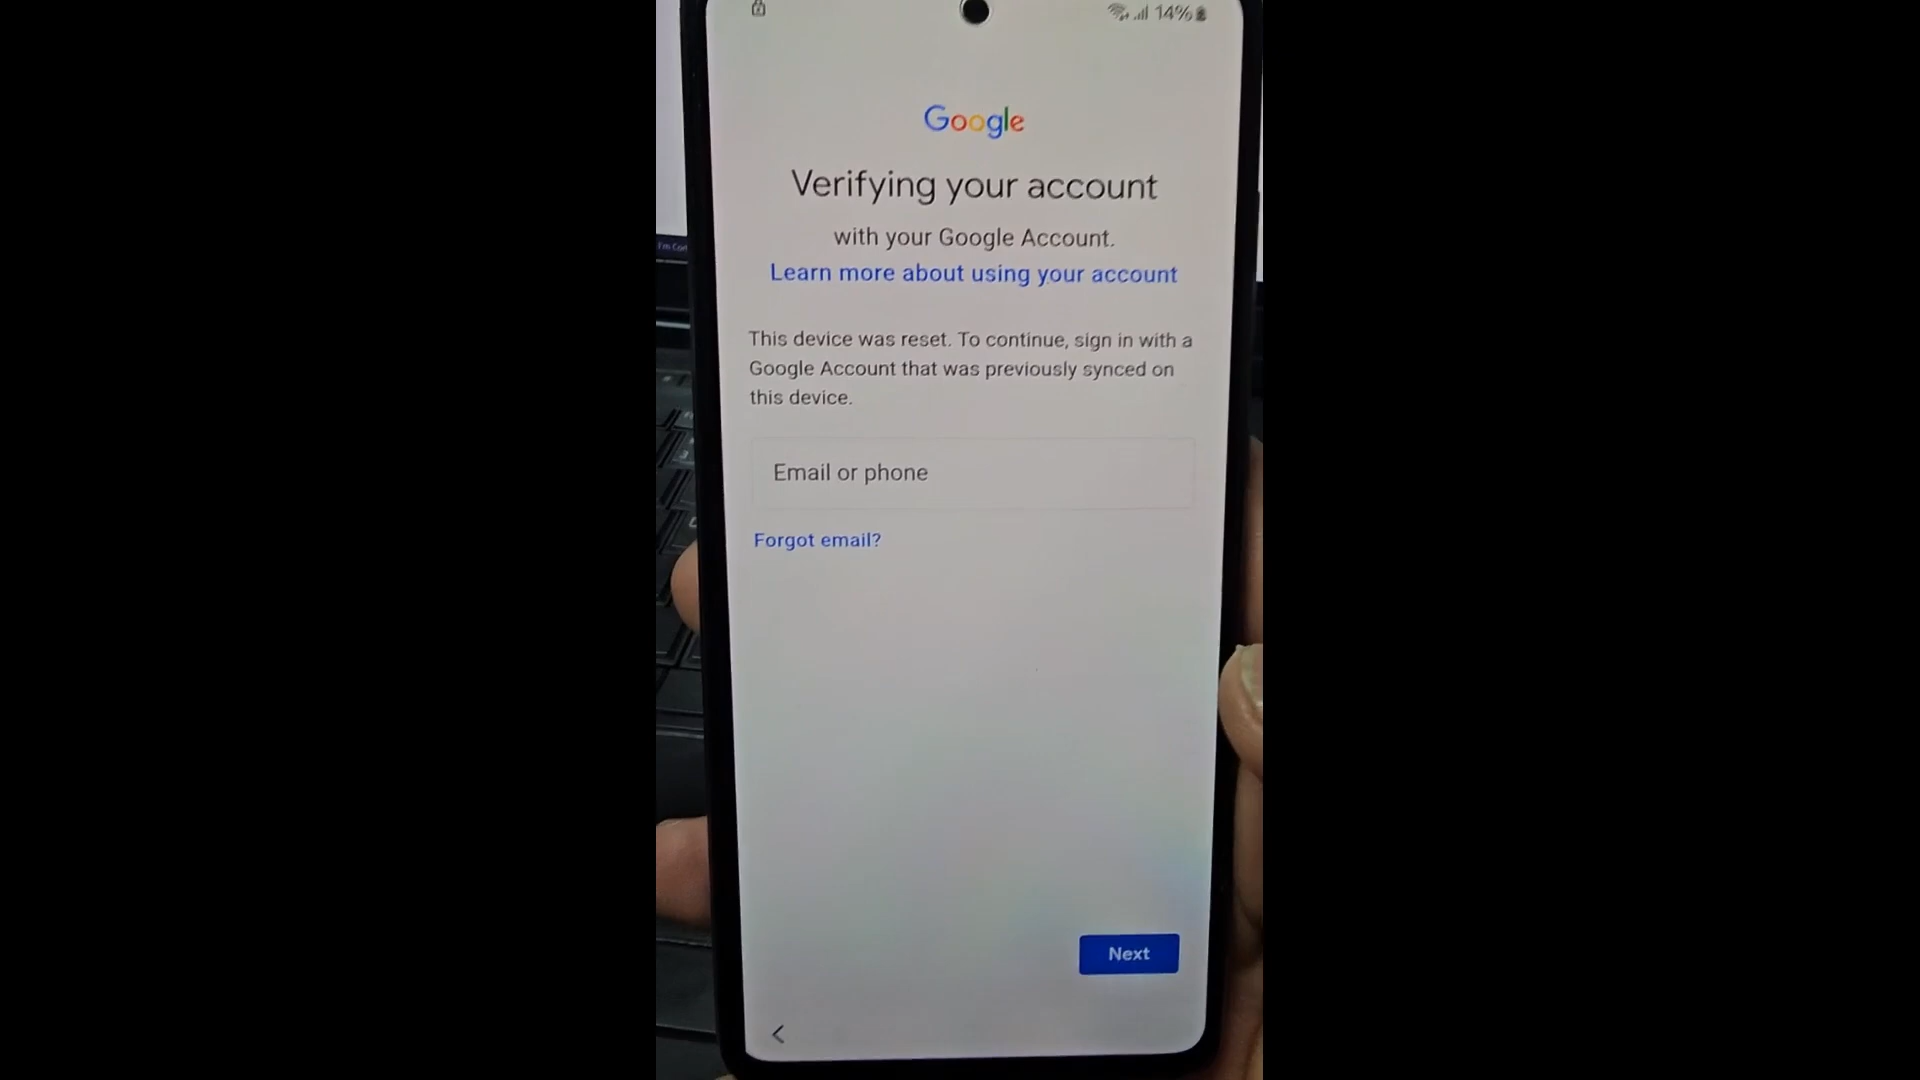 14%
Google
Verifying your account
with your Google Account.
Learn more about using your account
This device was reset. To continue, sign in with a
Google Account that was previously synced on
this device.
Email or phone
Forgot email?
Next